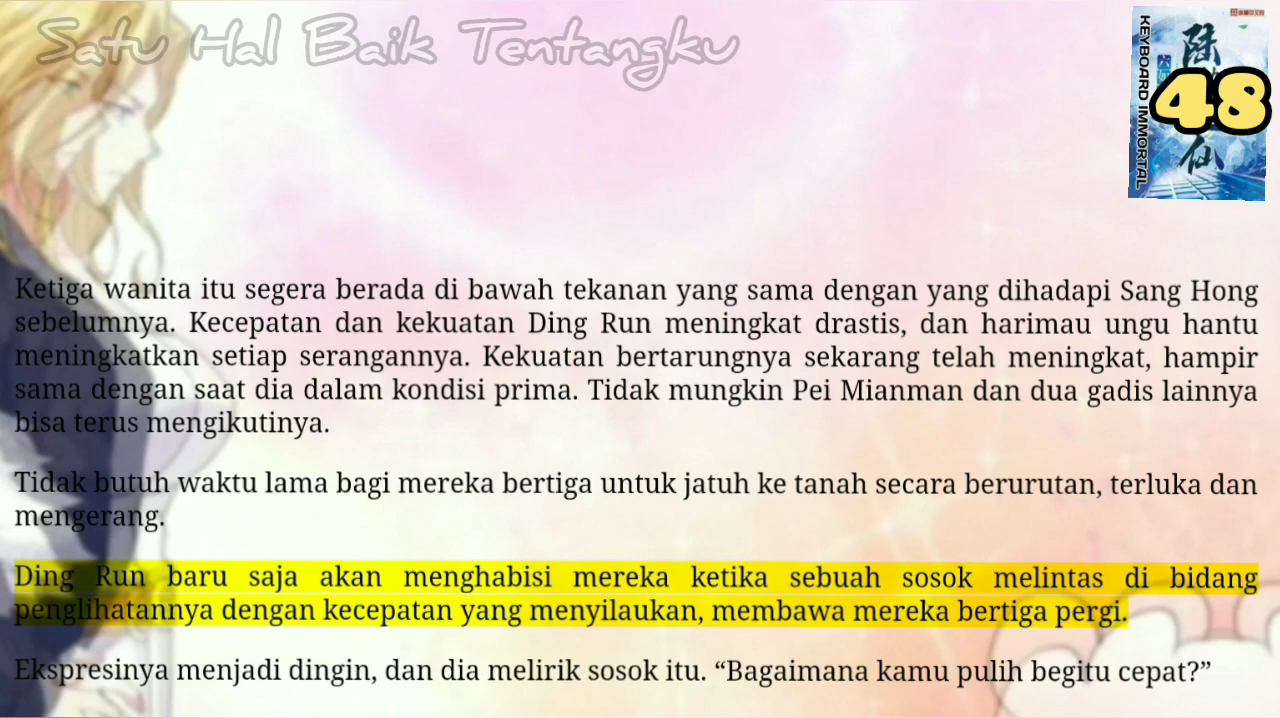 Satu Hal Baik Tentangku
KEYBOARD IMMORTAL
48
Ketiga wanita itu segera berada di bawah tekanan yang sama dengan yang dihadapi Sang Hong
sebelumnya. Kecepatan dan kekuatan Ding Run meningkat drastis, dan harimau ungu hantu
meningkatkan setiap serangannya. Kekuatan bertarungnya sekarang telah meningkat, hampir
sama dengan saat dia dalam kondisi prima. Tidak mungkin Pei Mianman dan dua gadis lainnya
bisa terus mengikutinya.
Tidak butuh waktu lama bagi mereka bertiga untuk jatuh ke tanah secara berurutan, terluka dan
mengerang.
Ding Run baru saja akan menghabisi mereka ketika sebuah sosok melintas di bidang
penglihatannya dengan kecepatan yang menyilaukan, membawa mereka bertiga pergi.
Ekspresinya menjadi dingin, dan dia melirik sosok itu. “Bagaimana kamu pulih begitu cepat?”